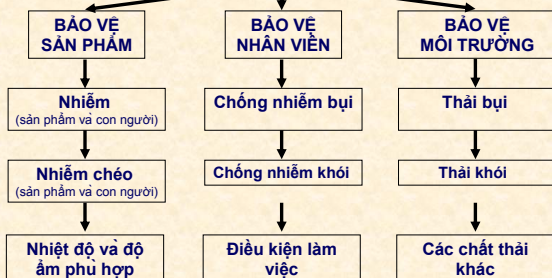 BẢO VỆ
SẢN PHẨM
BẢO VỆ
NHÂN VIÊN
BẢO VỆ
MÔI TRƯỜNG
Nhiễm
(sản phẩm và con người)
Chống nhiễm bụi
Thải bụi
Nhiễm chéo
(sản phẩm và con người)
Chống nhiễm khói
Thải khói
Nhiệt độ và độ
ẩm phù hợp
Điều kiện làm
việc
Các chất thải
khác